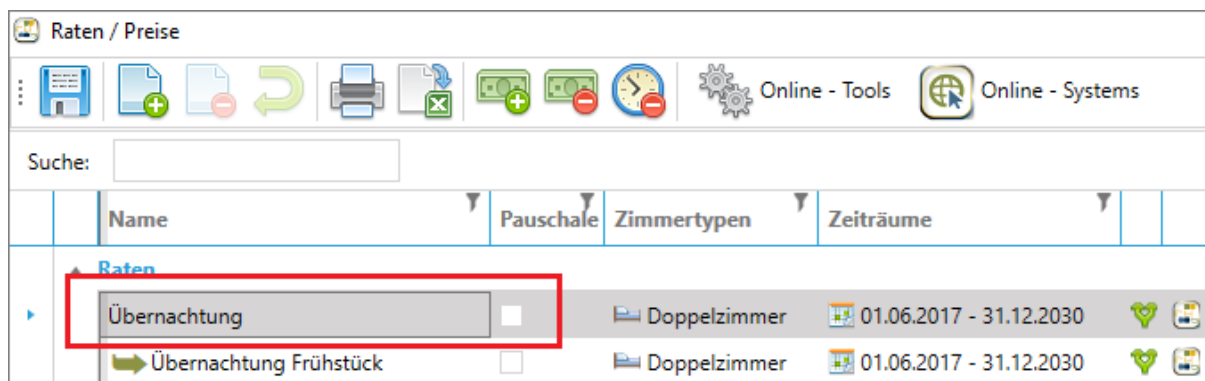 Raten / Preise
Online - Tools Online - Systems
Suche:
Name Pauschale Zimmertypen Zeiträume
Raten
Übernachtung Doppelzimmer 01.06.2017 - 31.12.2030
Übernachtung Frühstück Doppelzimmer 01.06.2017 - 31.12.2030